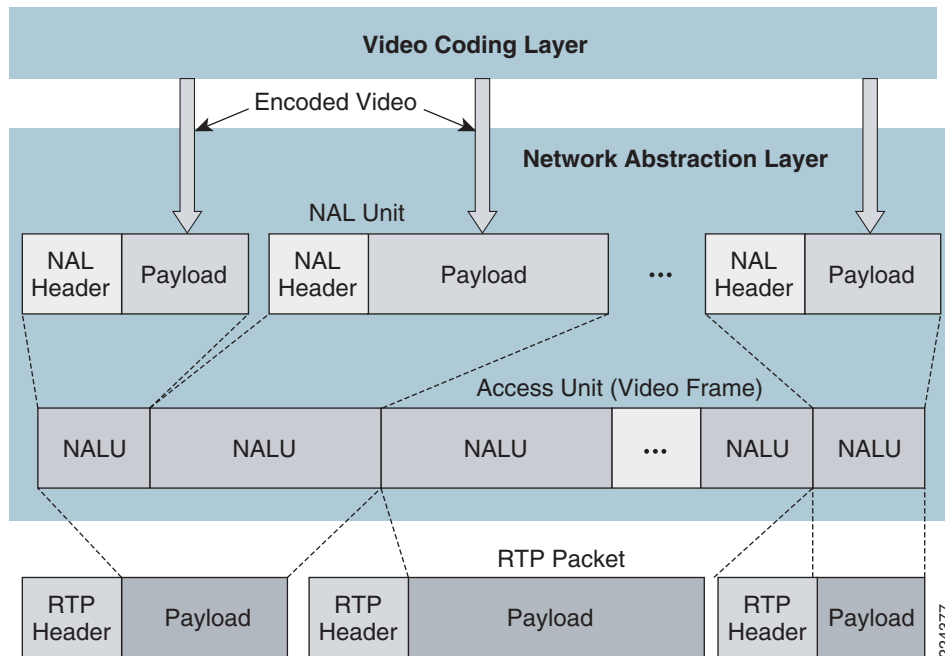 Video Coding Layer
Encoded Video
Network Abstraction Layer
NAL Unit
NAL
Header
Payload
NAL
Header
Payload
...
NAL
Header
Payload
Access Unit (Video Frame)
NALU
NALU
NALU
...
NALU
NALU
RTP Packet
RTP
Header
Payload
RTP
Header
Payload
RTP
Header
Payload
224377